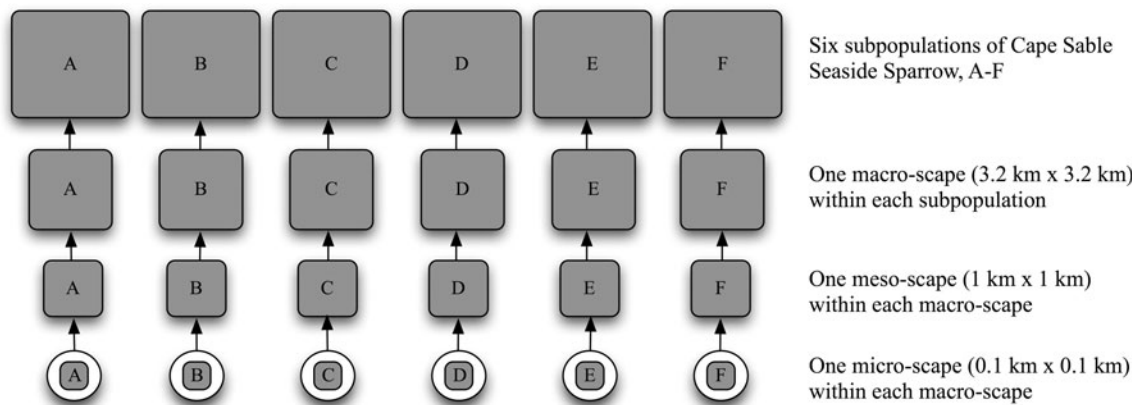 A B C D E F
Six subpopulations of Cape Sable
Seaside Sparrow, A-F
A B C D E F
One macro-scape (3.2 km x 3.2 km)
within each subpopulation
A B C D E F
One meso-scape (1 km x 1 km)
within each macro-scape
A B C D E F
One micro-scape (0.1 km x 0.1 km)
within each macro-scape